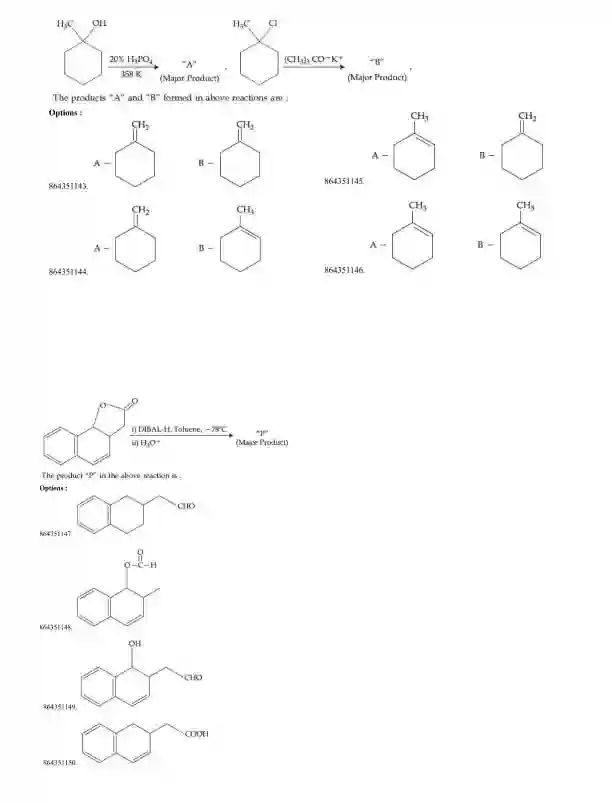 H₃C OH H₃C Cl
20% H₃PO₄ "A" , (CH₃)₃ CO⁻K⁺ "B" ,
358 K (Major Product) (Major Product)
The products "A" and "B" formed in above reactions are :
Options :
CH₂ CH₂ CH₃ CH₂
A – B – A – B –
864351143. 864351145.
CH₂ CH₃ CH₃ CH₃
A – B – A – B –
864351144. 864351146.
O O
i) DIBAL-H, Toluene, −78°C "P"
ii) H₃O⁺ (Major Product)
The product "P" in the above reaction is .
Options :
CHO
864351147.
O
O–C–H
864351148.
OH
CHO
864351149.
COOH
864351150.